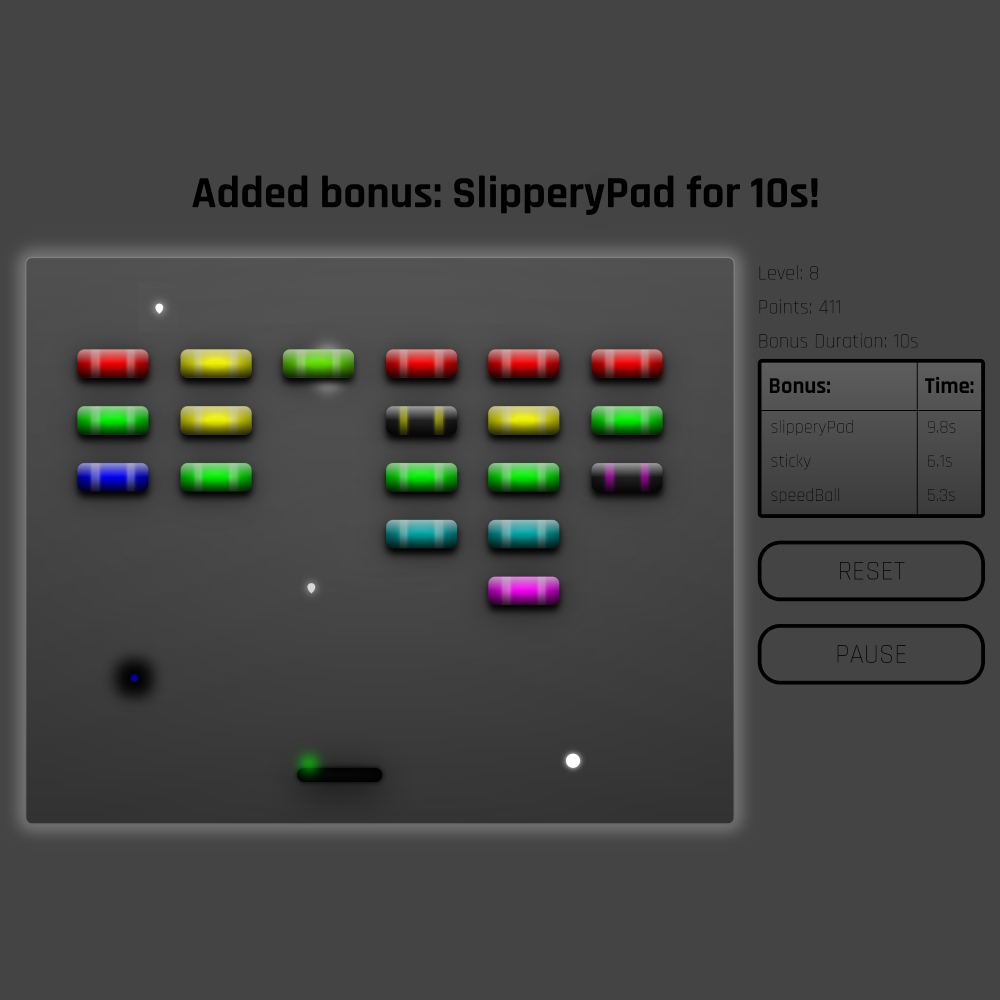 Added bonus: SlipperyPad for 10s!
Level: 8
Points: 411
Bonus Duration: 10s
Bonus: Time:
slipperyPad 9.8s
sticky 6.1s
speedBall 5.3s
RESET
PAUSE